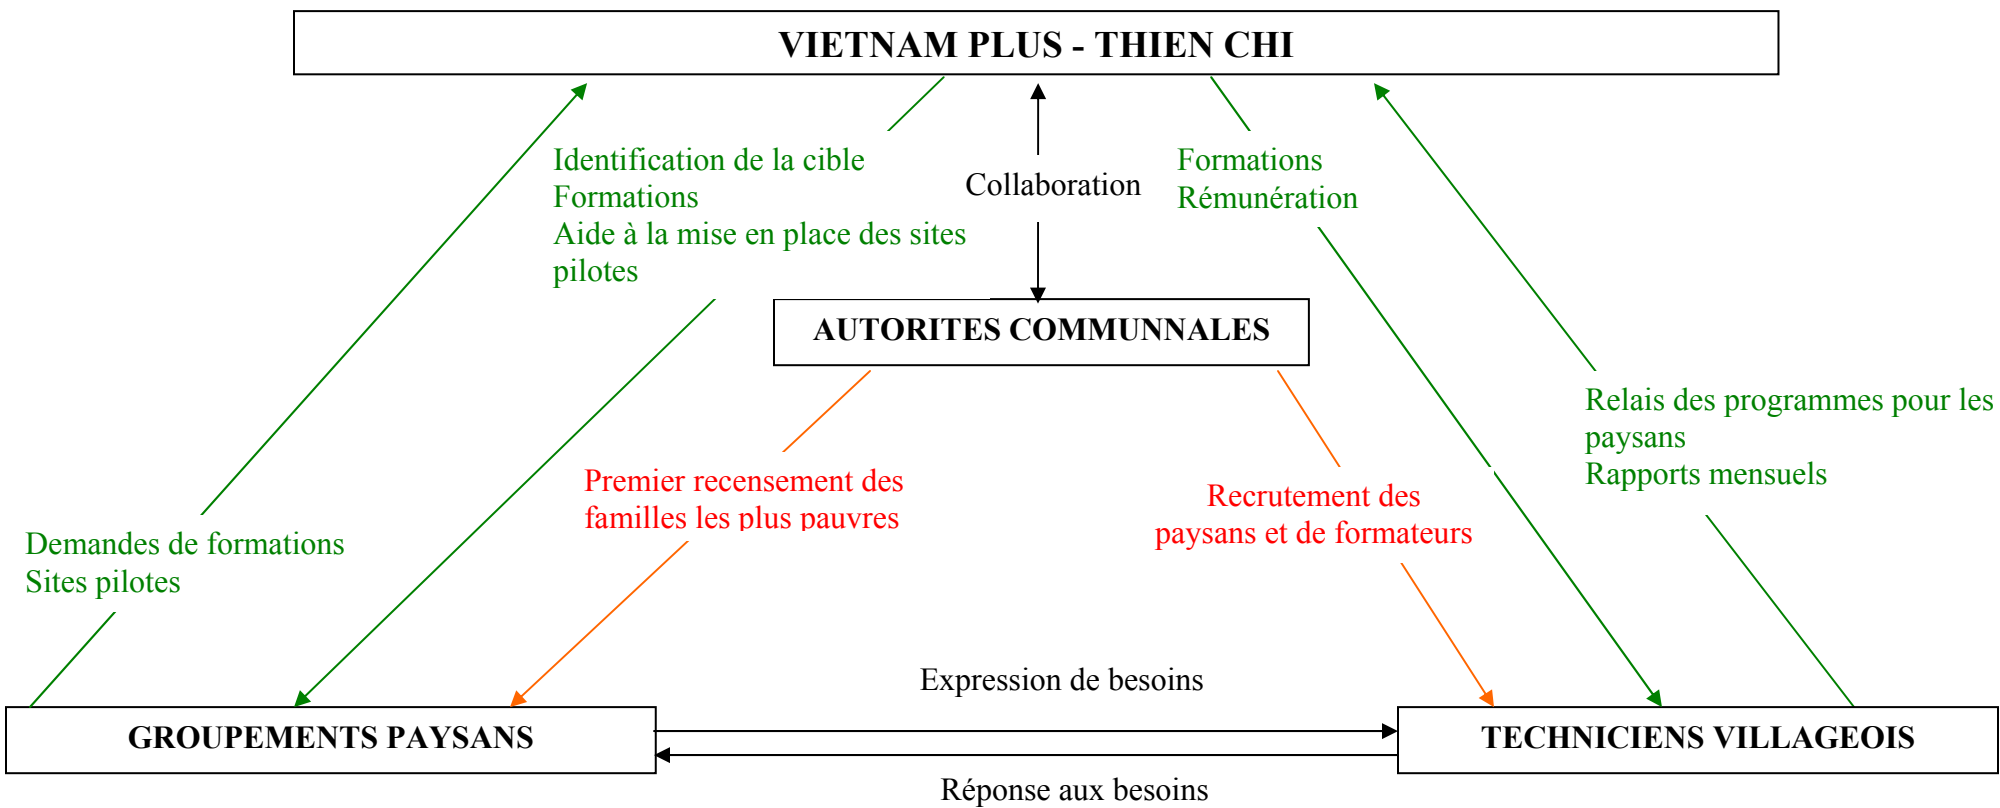 VIETNAM PLUS - THIEN CHI
Identification de la cible
Formations
Aide à la mise en place des sites
pilotes
Collaboration
Formations
Rémunération
AUTORITES COMMUNNALES
Relais des programmes pour les
paysans
Rapports mensuels
Premier recensement des
familles les plus pauvres
Recrutement des
paysans et de formateurs
Demandes de formations
Sites pilotes
Expression de besoins
GROUPEMENTS PAYSANS
TECHNICIENS VILLAGEOIS
Réponse aux besoins